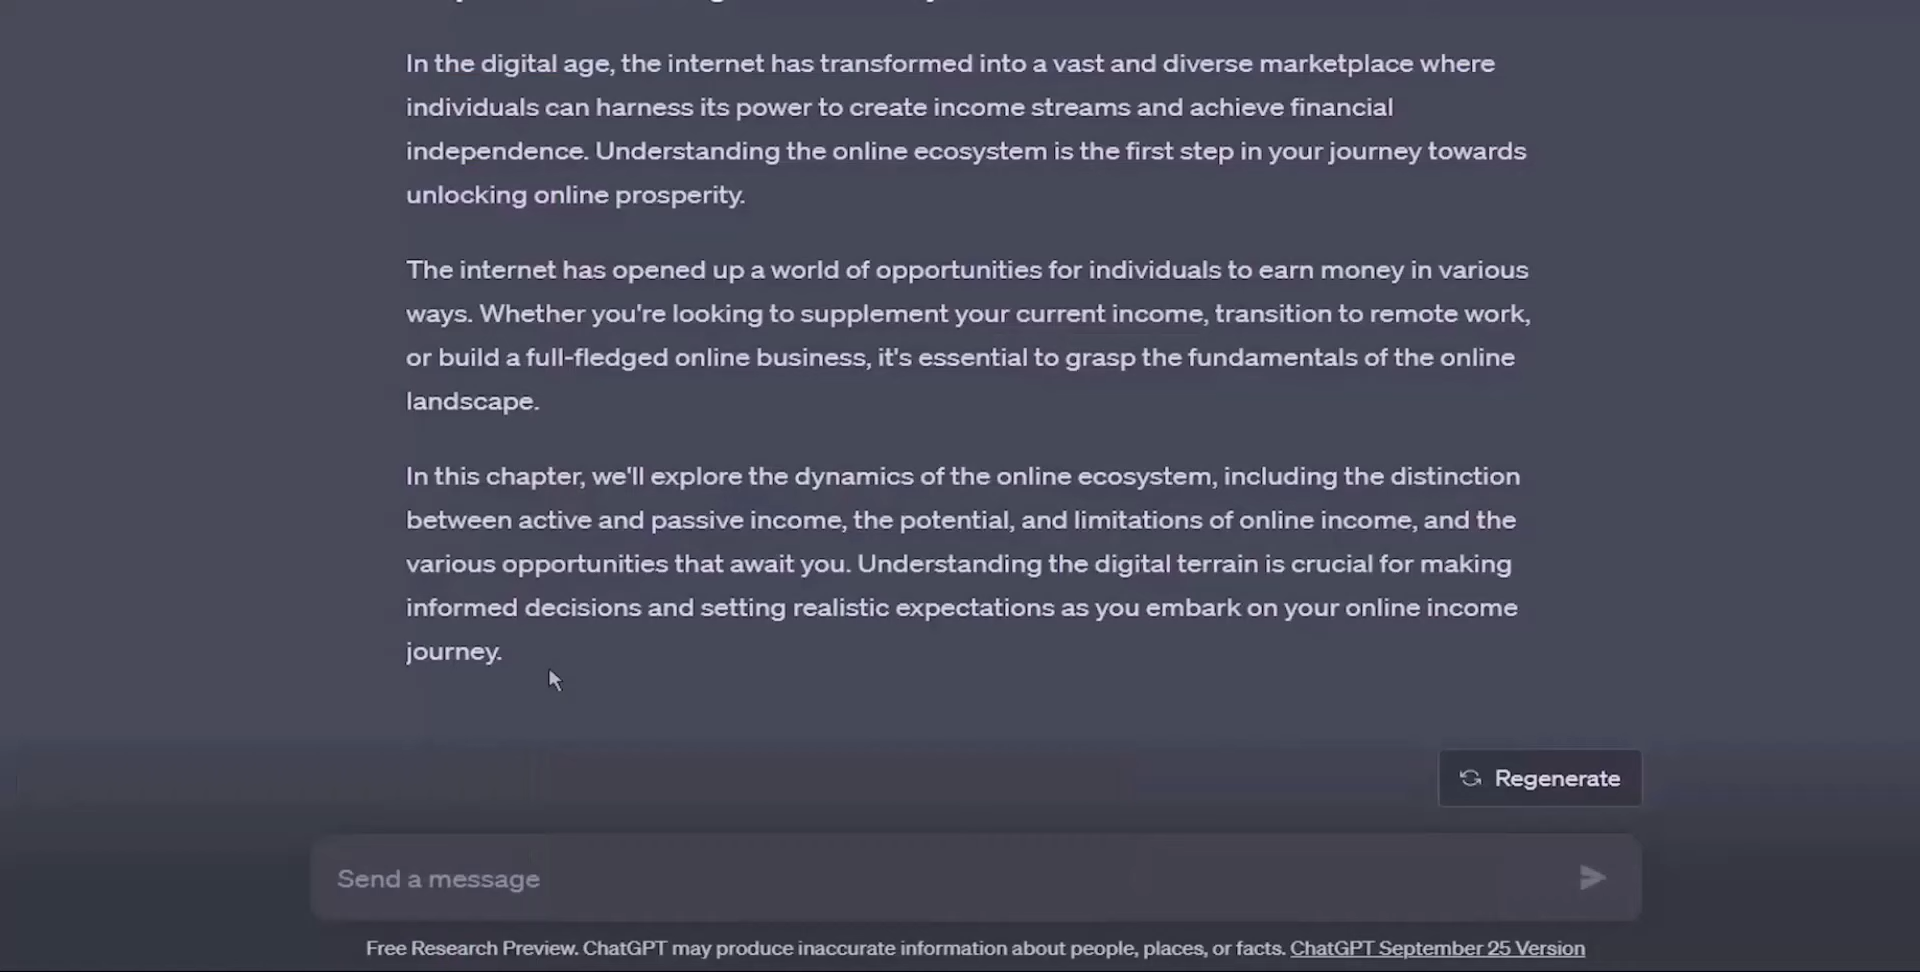 In the digital age, the internet has transformed into a vast and diverse marketplace where
individuals can harness its power to create income streams and achieve financial
independence. Understanding the online ecosystem is the first step in your journey towards
unlocking online prosperity.
The internet has opened up a world of opportunities for individuals to earn money in various
ways. Whether you're looking to supplement your current income, transition to remote work,
or build a full-fledged online business, it's essential to grasp the fundamentals of the online
landscape.
In this chapter, we'll explore the dynamics of the online ecosystem, including the distinction
between active and passive income, the potential, and limitations of online income, and the
various opportunities that await you. Understanding the digital terrain is crucial for making
informed decisions and setting realistic expectations as you embark on your online income
journey.
Regenerate
Send a message
Free Research Preview. ChatGPT may produce inaccurate information about people, places, or facts. ChatGPT September 25 Version